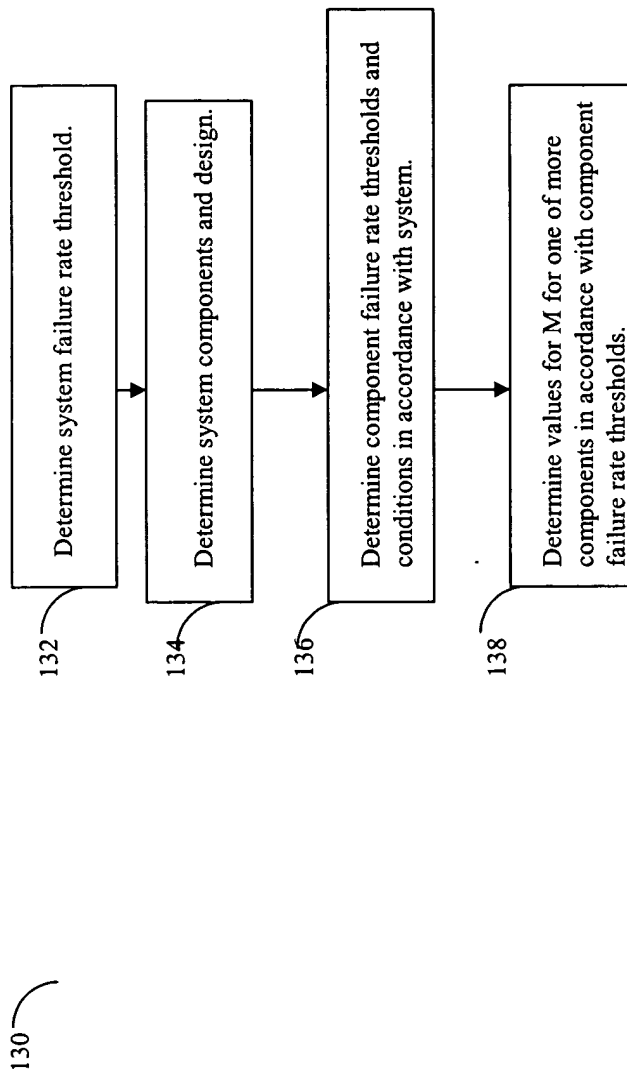 130
132
Determine system failure rate threshold.
134
Determine system components and design.
136
Determine component failure rate thresholds and
conditions in accordance with system.
138
Determine values for M for one of more
components in accordance with component
failure rate thresholds.